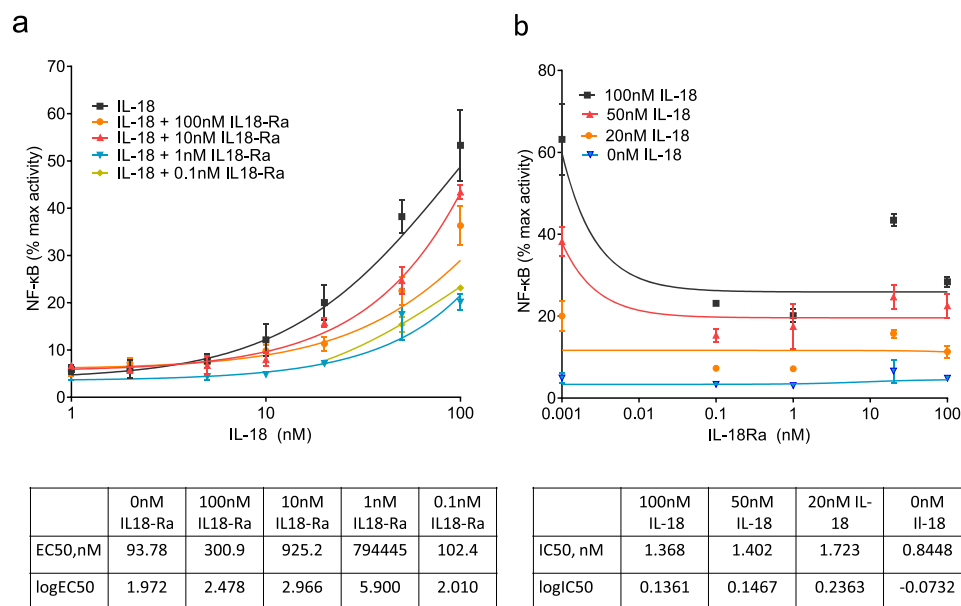 a
NF-κB (% max activity)
70
60
50
40
30
20
10
0
IL-18
IL-18 + 100nM IL18-Ra
IL-18 + 10nM IL18-Ra
IL-18 + 1nM IL18-Ra
IL-18 + 0.1nM IL18-Ra
1 10 100
IL-18 (nM)
0nM 100nM 10nM 1nM 0.1nM
IL18-Ra IL18-Ra IL18-Ra IL18-Ra IL18-Ra
EC50,nM 93.78 300.9 925.2 794445 102.4
logEC50 1.972 2.478 2.966 5.900 2.010
b
NF-κB (% max activity)
80
60
40
20
0
100nM IL-18
50nM IL-18
20nM IL-18
0nM IL-18
0.001 0.01 0.1 1 10 100
IL-18Ra (nM)
100nM 50nM 20nM IL- 0nM
IL-18 IL-18 18 Il-18
IC50, nM 1.368 1.402 1.723 0.8448
logIC50 0.1361 0.1467 0.2363 -0.0732